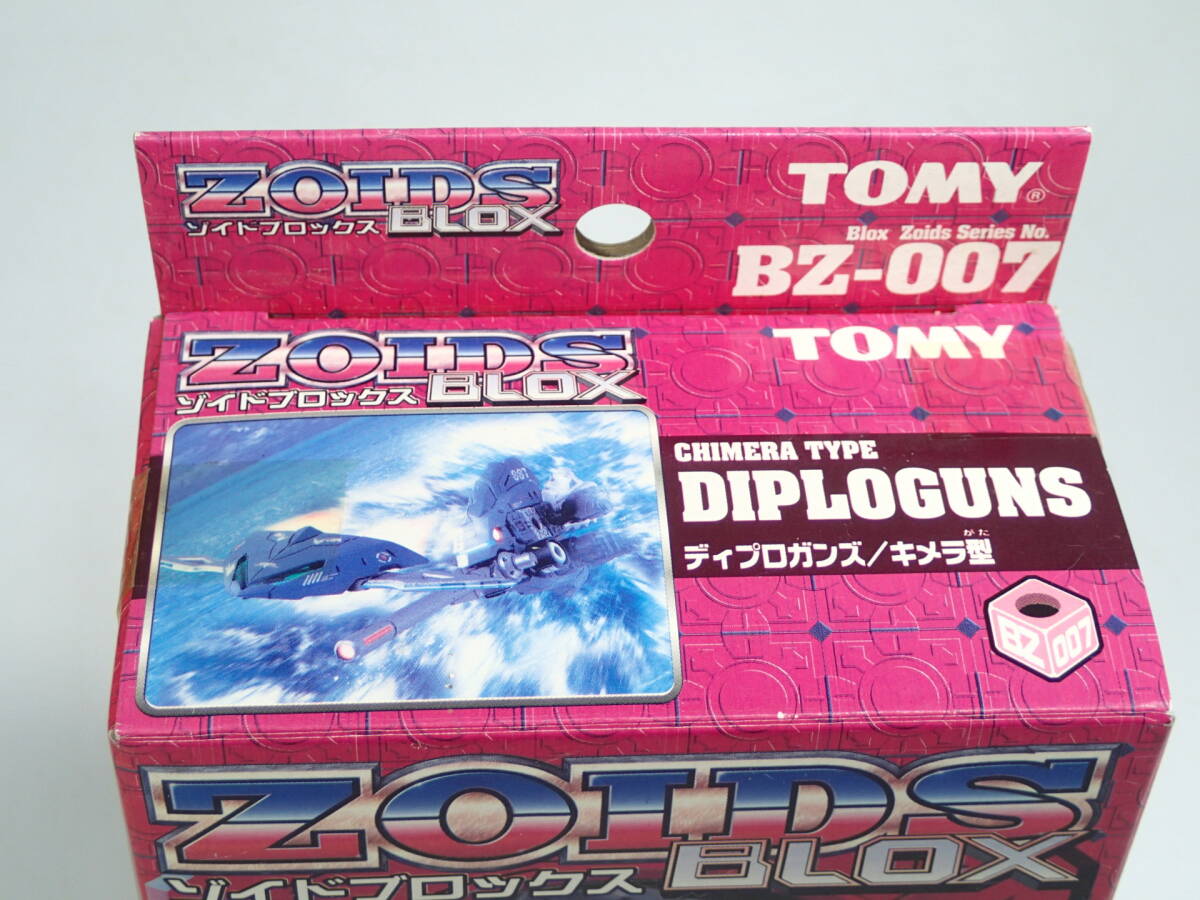 ZOIDS
ゾイドブロックス BLOX
TOMY®
Blox Zoids Series No.
BZ-007
ZOIDS
ゾイドブロックス BLOX
TOMY
007
CHIMERA TYPE
DIPLOGUNS
がた
ディプロガンズ/キメラ型
BZ 007
ZOIDS
ゾイドブロックス BLOX